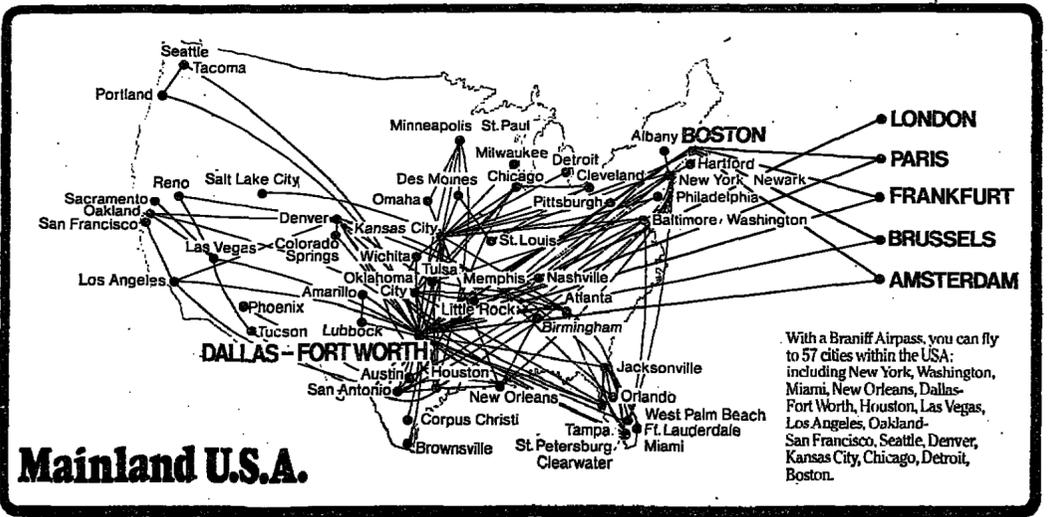 Seattle
Tacoma
Portland
Minneapolis St.Paul
Albany BOSTON
LONDON
Milwaukee
Detroit
Hartford
PARIS
Chicago
Cleveland
New York Newark
Reno
Salt Lake City
Des Moines
Sacramento
Omaha
Pittsburgh
Philadelphia
FRANKFURT
Oakland
Denver
Kansas City
Baltimore Washington
San Francisco
Las Vegas
Colorado
Springs
St.Louis
BRUSSELS
Wichita
Tulsa
Los Angeles
Oklahoma
City
Memphis
Nashville
AMSTERDAM
Amarillo
Atlanta
Phoenix
Little Rock
Birmingham
Tucson
Lubbock
DALLAS-FORT WORTH
Austin
Houston
Jacksonville
San Antonio
New Orleans
Orlando
Corpus Christi
West Palm Beach
Tampa
Ft. Lauderdale
Brownsville
St. Petersburg
Miami
Clearwater
With a Braniff Airpass, you can fly
to 57 cities within the USA:
including New York, Washington,
Miami, New Orleans, Dallas-
Fort Worth, Houston, Las Vegas,
Los Angeles, Oakland-
San Francisco, Seattle, Denver,
Kansas City, Chicago, Detroit,
Boston.
Mainland U.S.A.